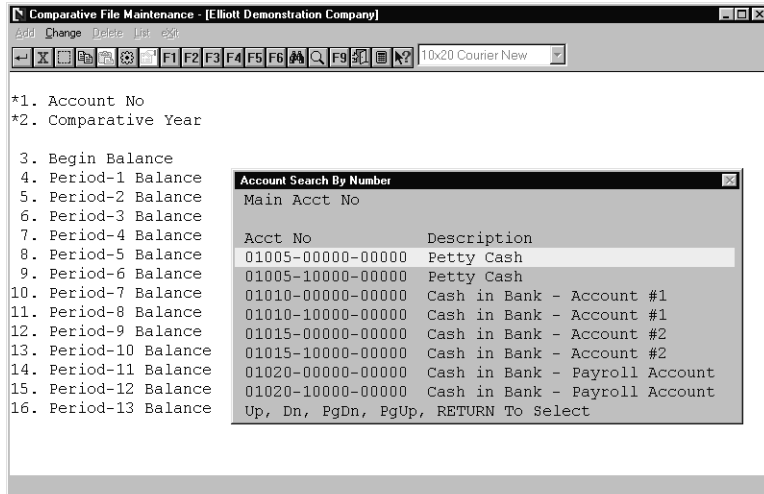 Comparative File Maintenance - [Elliott Demonstration Company]
Add Change Delete List eXit
X F1 F2 F3 F4 F5 F6 F9 10x20 Courier New
*1. Account No
*2. Comparative Year
3. Begin Balance
4. Period-1 Balance
5. Period-2 Balance
6. Period-3 Balance
7. Period-4 Balance
8. Period-5 Balance
9. Period-6 Balance
10. Period-7 Balance
11. Period-8 Balance
12. Period-9 Balance
13. Period-10 Balance
14. Period-11 Balance
15. Period-12 Balance
16. Period-13 Balance
Account Search By Number
Main Acct No
Acct No Description
01005-00000-00000 Petty Cash
01005-10000-00000 Petty Cash
01010-00000-00000 Cash in Bank - Account #1
01010-10000-00000 Cash in Bank - Account #1
01015-00000-00000 Cash in Bank - Account #2
01015-10000-00000 Cash in Bank - Account #2
01020-00000-00000 Cash in Bank - Payroll Account
01020-10000-00000 Cash in Bank - Payroll Account
Up, Dn, PgDn, PgUp, RETURN To Select